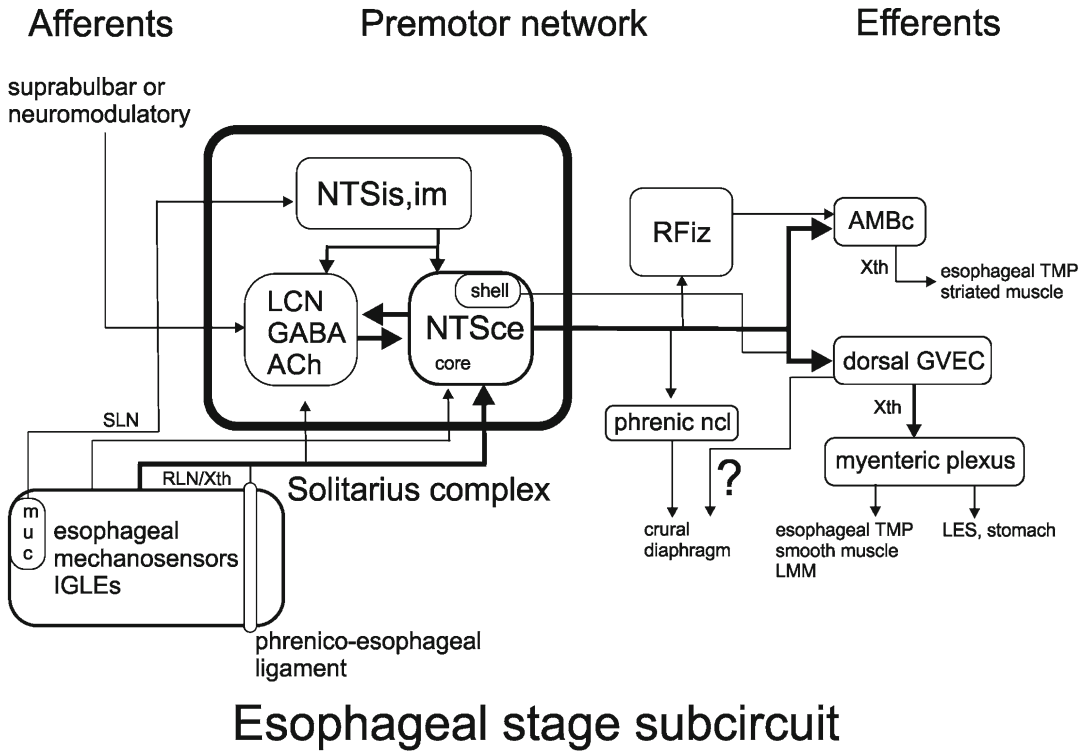 Afferents
Premotor network
Efferents
suprabulbar or
neuromodulatory
NTSis,im
LCN
GABA
ACh
shell
NTSce
core
RFiz
AMBc
Xth
esophageal TMP
striated muscle
dorsal GVEC
Xth
phrenic ncl
myenteric plexus
?
SLN
RLN/Xth
Solitarius complex
m
u
c
esophageal
mechanosensors
IGLEs
crural
diaphragm
esophageal TMP
smooth muscle
LMM
LES, stomach
phrenico-esophageal
ligament
Esophageal stage subcircuit